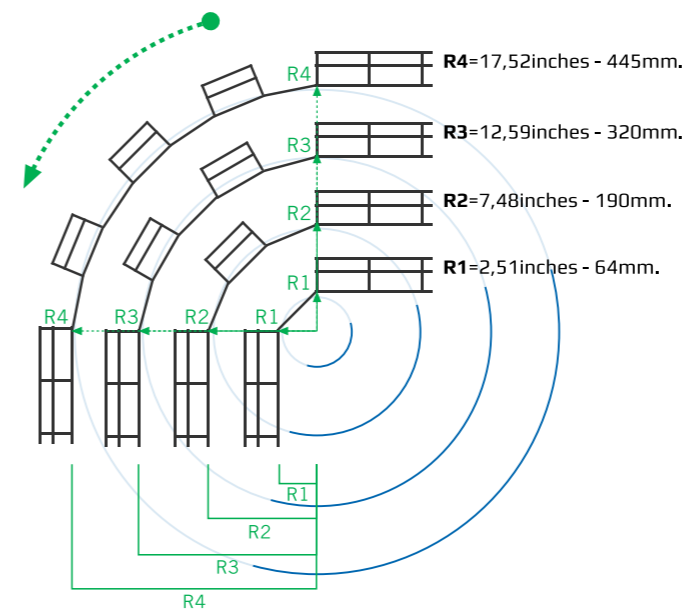 R4
R4=17,52inches - 445mm.
R3
R3=12,59inches - 320mm.
R2
R2=7,48inches - 190mm.
R1
R1=2,51inches - 64mm.
R4 R3 R2 R1
R1
R2
R3
R4